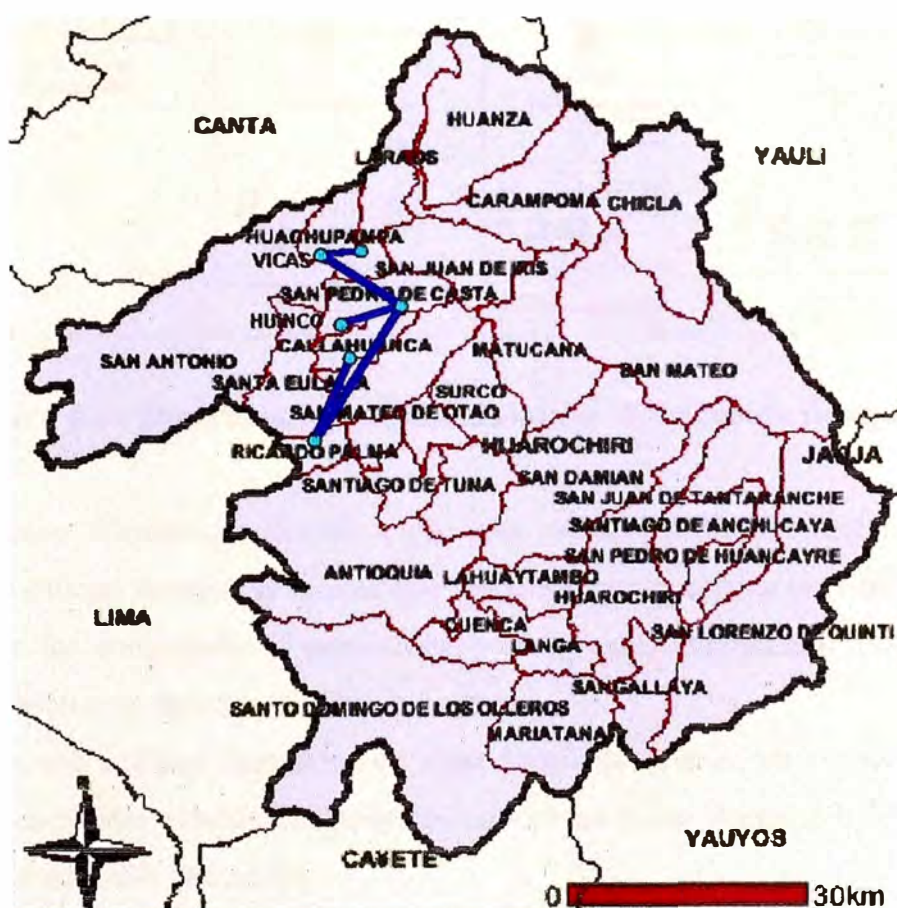 HUANZA
CANTA
LARAOS
YAULI
CARAMPOMA
CHICLA
HUACHUPAMPA
VICAS
SAN JUAN DE IRIS
SAN PEDRO DE CASTA
HUINCO
CALLAHUANCA
MATUCANA
SAN ANTONIO
SAN MATEO
SANTA EULALIA
SURCO
SAN MATEO DE OTAO
RICARDO PALMA
HUAROCHIRI
JAUJA
SANTIAGO DE TUNA
SAN DAMIAN
SAN JUAN DE TANTARANCHE
SANTIAGO DE ANCHUCAYA
SAN PEDRO DE HUANCAYRE
ANTIOQUIA
LAHUAYTAMBO
HUAROCHIRI
LIMA
CUENCA
SAN LORENZO DE QUINTI
LANGA
SANGALLAYA
SANTO DOMINGO DE LOS OLLEROS
MARIATANA
YAUYOS
CAÑETE
0 30km